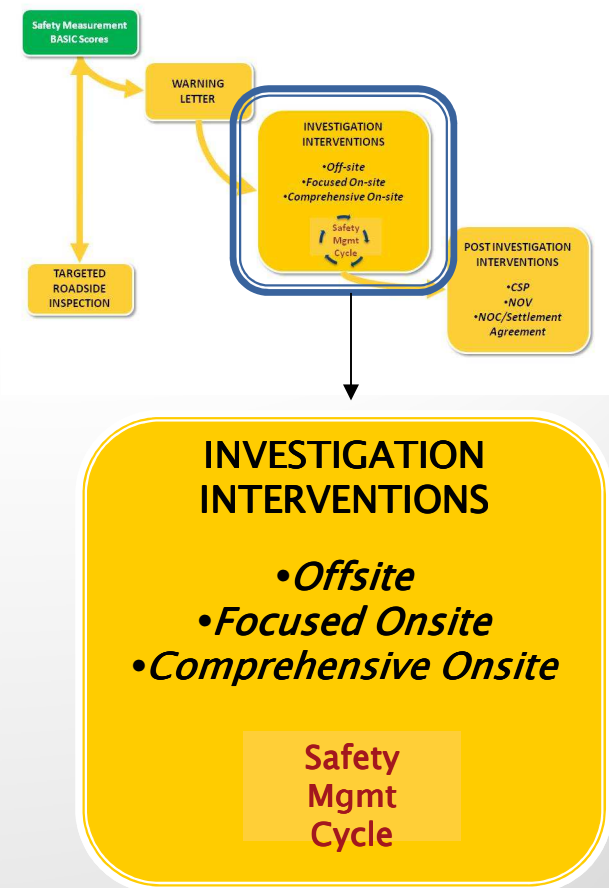 Safety Measurement
BASIC Scores
WARNING
LETTER
INVESTIGATION
INTERVENTIONS
•Off-site
•Focused On-site
•Comprehensive On-site
Safety
Mgmt
Cycle
TARGETED
ROADSIDE
INSPECTION
POST INVESTIGATION
INTERVENTIONS
•CSP
•NOV
•NOC/Settlement
Agreement
INVESTIGATION
INTERVENTIONS
•Offsite
•Focused Onsite
•Comprehensive Onsite
Safety
Mgmt
Cycle